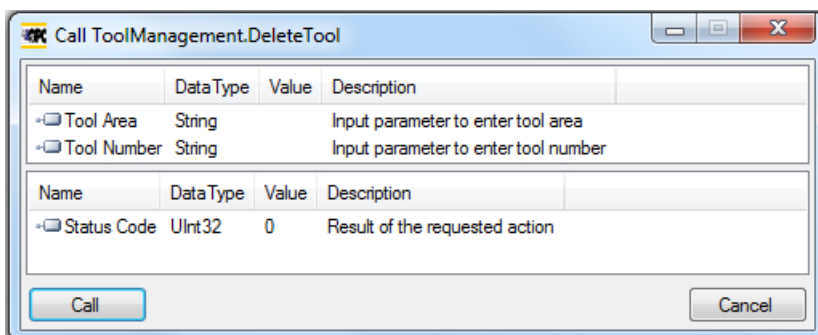 OPC Call ToolManagement.DeleteTool
Name DataType Value Description
Tool Area String Input parameter to enter tool area
Tool Number String Input parameter to enter tool number
Name DataType Value Description
Status Code UInt32 0 Result of the requested action
Call Cancel